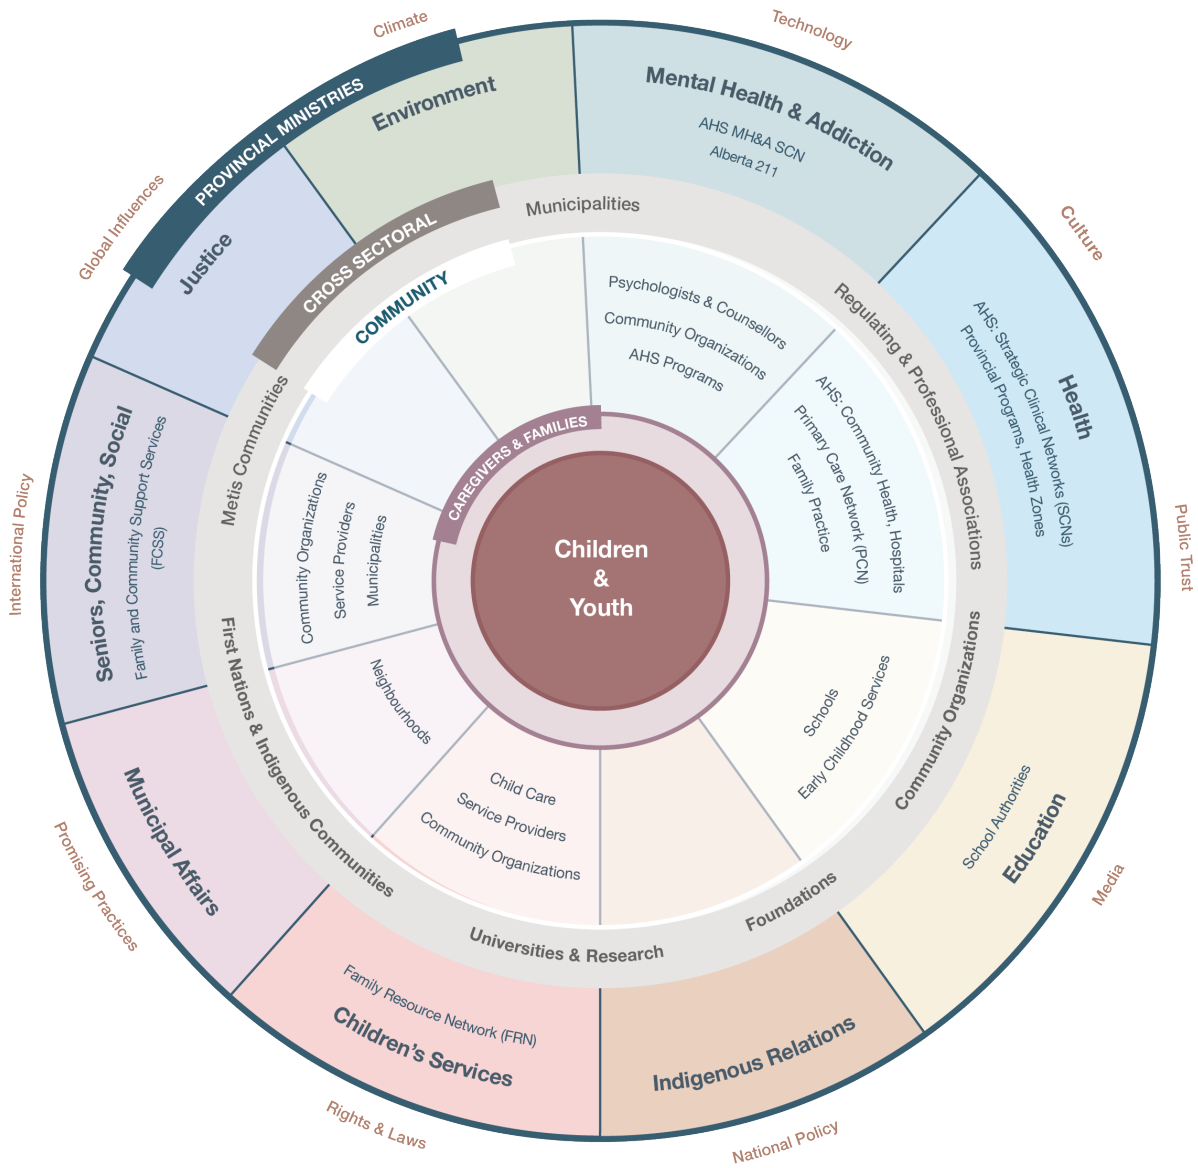 Climate
Technology
Culture
Public Trust
Media
National Policy
Rights & Laws
Promising Practices
International Policy
Global Influences
PROVINCIAL MINISTRIES
Environment
Mental Health & Addiction
AHS MH&A SCN
Alberta 211
Health
AHS: Strategic Clinical Networks (SCNs)
Provincial Programs, Health Zones
School Authorities
Education
Indigenous Relations
Family Resource Network (FRN)
Children's Services
Municipal Affairs
Seniors, Community, Social
Family and Community Support Services
(FCSS)
Justice
CROSS SECTORAL
Municipalities
Regulating & Professional Associations
Community Organizations
Foundations
Universities & Research
First Nations & Indigenous Communities
Metis Communities
COMMUNITY
Psychologists & Counsellors
Community Organizations
AHS Programs
AHS: Community Health, Hospitals
Primary Care Network (PCN)
Family Practice
Schools
Early Childhood Services
Child Care
Service Providers
Community Organizations
Neighbourhoods
Community Organizations
Service Providers
Municipalities
CAREGIVERS & FAMILIES
Children
&
Youth